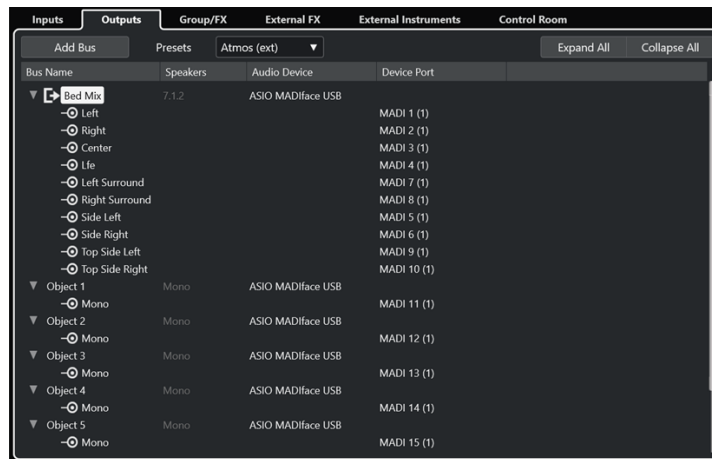 Inputs Outputs Group/FX External FX External Instruments Control Room
Add Bus Presets Atmos (ext) Expand All Collapse All
Bus Name Speakers Audio Device Device Port
Bed Mix 7.1.2 ASIO MADIface USB
Left MADI 1 (1)
Right MADI 2 (1)
Center MADI 3 (1)
Lfe MADI 4 (1)
Left Surround MADI 7 (1)
Right Surround MADI 8 (1)
Side Left MADI 5 (1)
Side Right MADI 6 (1)
Top Side Left MADI 9 (1)
Top Side Right MADI 10 (1)
Object 1 Mono ASIO MADIface USB
Mono MADI 11 (1)
Object 2 Mono ASIO MADIface USB
Mono MADI 12 (1)
Object 3 Mono ASIO MADIface USB
Mono MADI 13 (1)
Object 4 Mono ASIO MADIface USB
Mono MADI 14 (1)
Object 5 Mono ASIO MADIface USB
Mono MADI 15 (1)